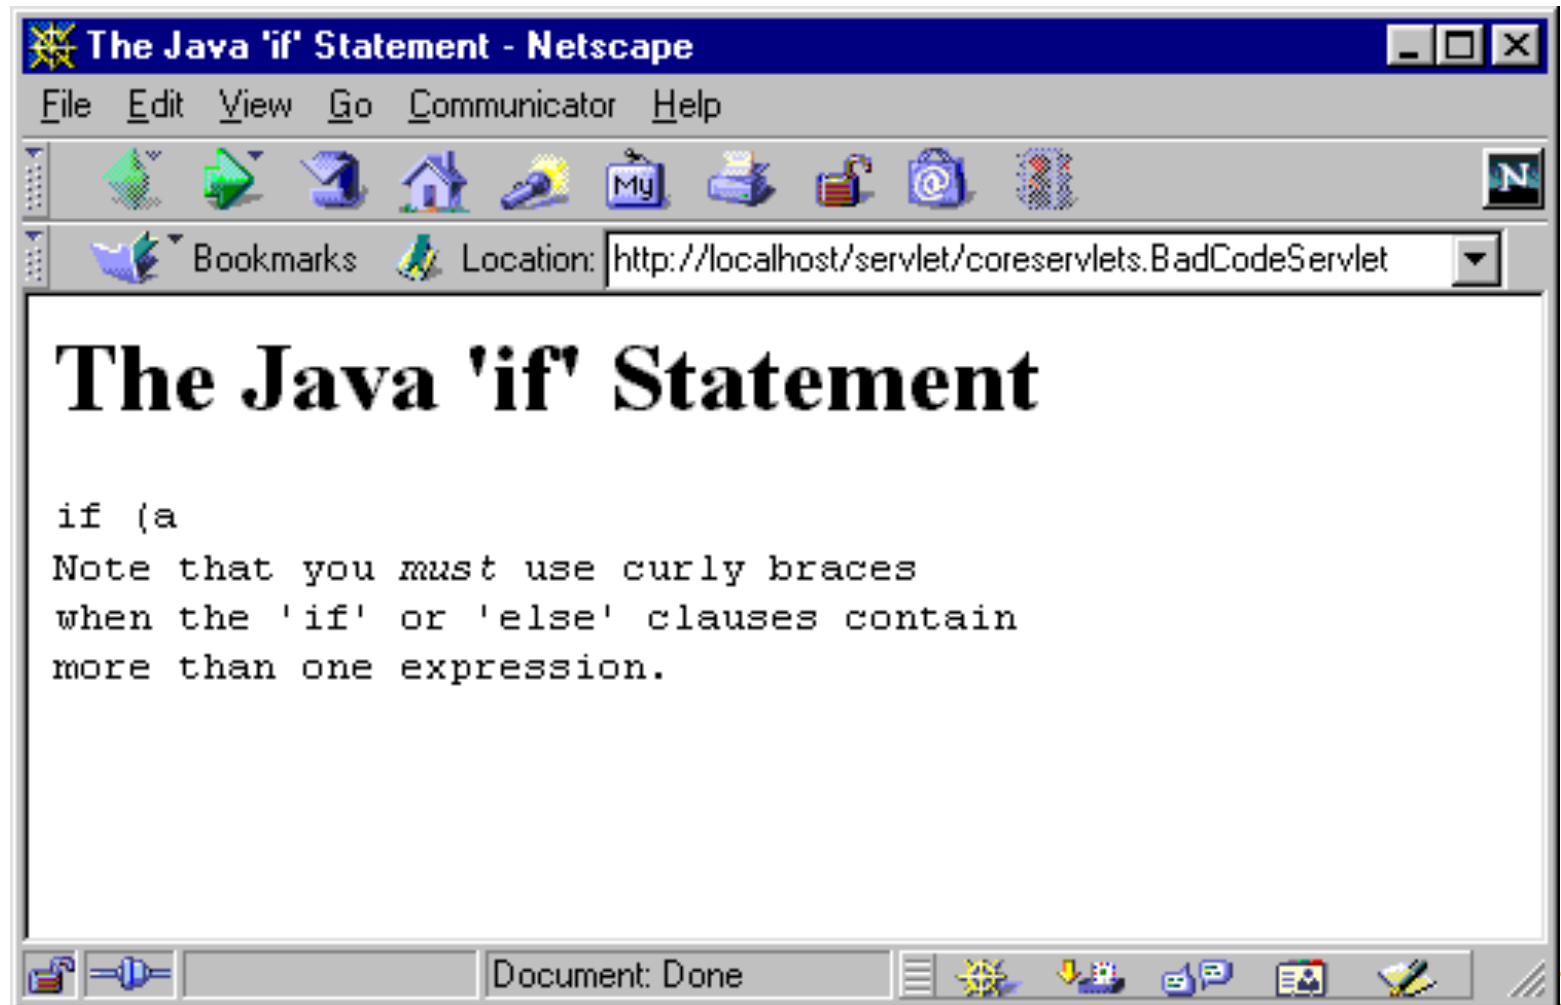 The Java 'if' Statement - Netscape
File Edit View Go Communicator Help
My
N
Bookmarks Location: http://localhost/servlet/coreservlets.BadCodeServlet
The Java 'if' Statement
if (a
Note that you must use curly braces
when the 'if' or 'else' clauses contain
more than one expression.
Document: Done